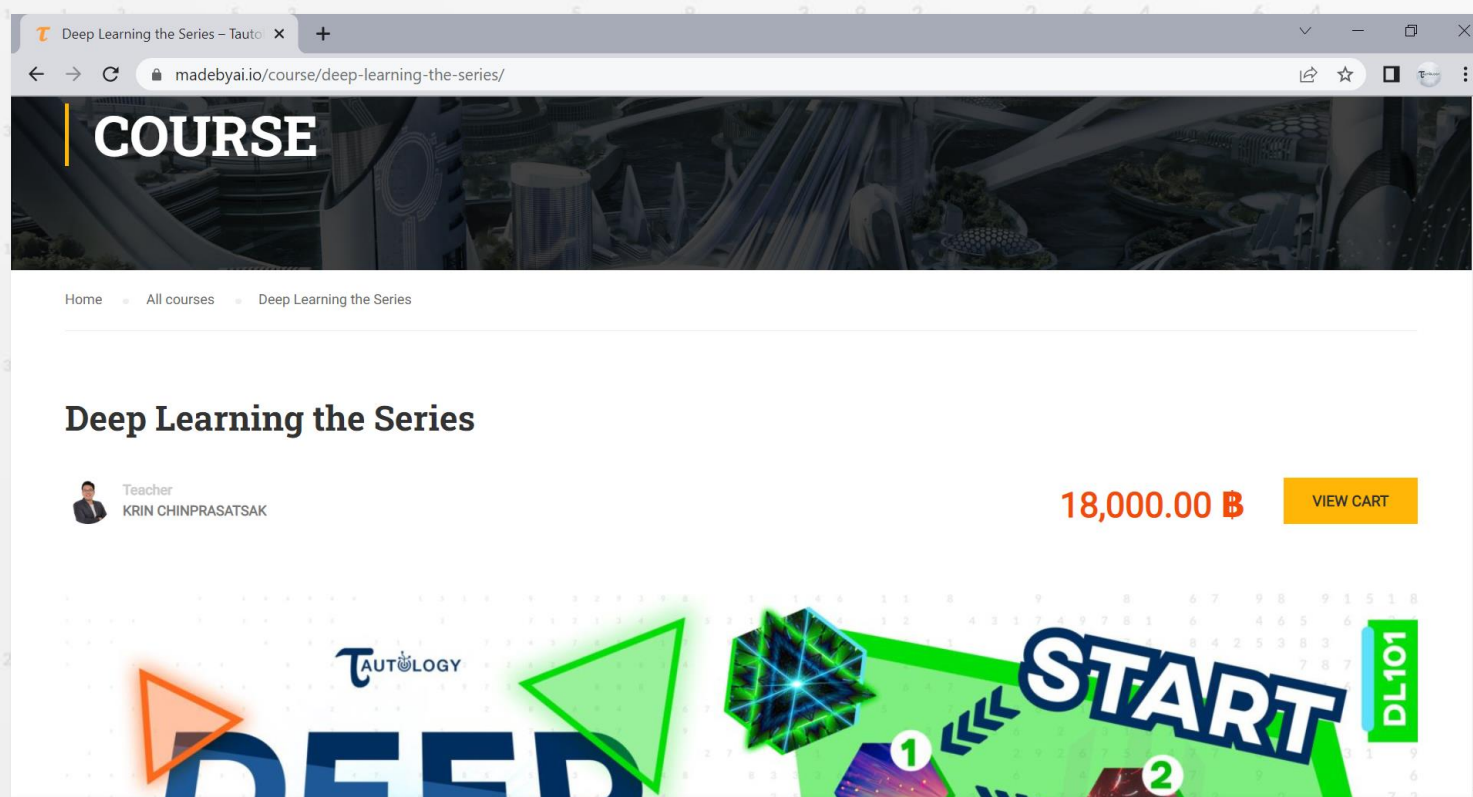 Deep Learning the Series – Tauto
madebyai.io/course/deep-learning-the-series/
COURSE
Home
All courses
Deep Learning the Series
Deep Learning the Series
Teacher
KRIN CHINPRASATSAK
18,000.00 ฿
VIEW CART
TAUTOLOGY
DEEP
START
DL101
1
2